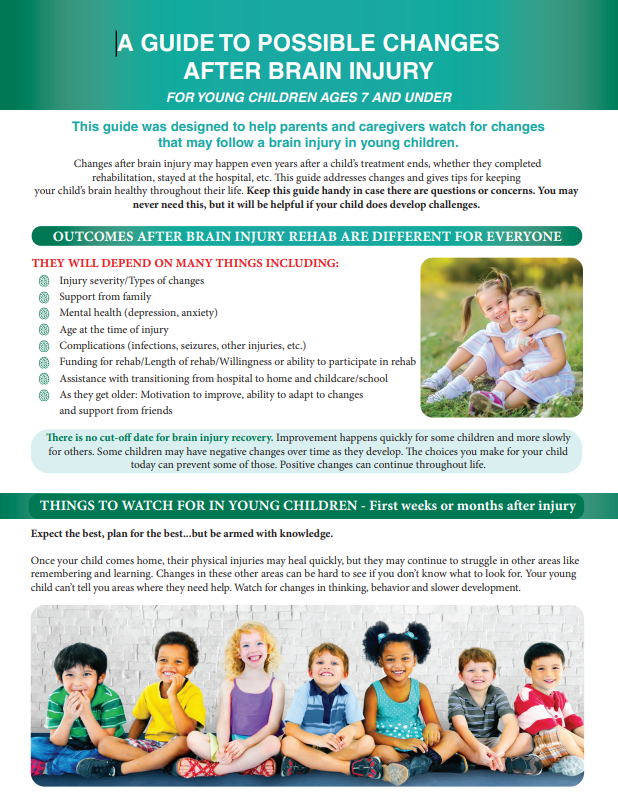 A GUIDE TO POSSIBLE CHANGES
AFTER BRAIN INJURY
FOR YOUNG CHILDREN AGES 7 AND UNDER
This guide was designed to help parents and caregivers watch for changes
that may follow a brain injury in young children.
Changes after brain injury may happen even years after a child's treatment ends, whether they completed
rehabilitation, stayed at the hospital, etc. This guide addresses changes and gives tips for keeping
your child's brain healthy throughout their life. Keep this guide handy in case there are questions or concerns. You may
never need this, but it will be helpful if your child does develop challenges.
OUTCOMES AFTER BRAIN INJURY REHAB ARE DIFFERENT FOR EVERYONE
THEY WILL DEPEND ON MANY THINGS INCLUDING:
Injury severity/Types of changes
Support from family
Mental health (depression, anxiety)
Age at the time of injury
Complications (infections, seizures, other injuries, etc.)
Funding for rehab/Length of rehab/Willingness or ability to participate in rehab
Assistance with transitioning from hospital to home and childcare/school
As they get older: Motivation to improve, ability to adapt to changes
and support from friends
There is no cut-off date for brain injury recovery. Improvement happens quickly for some children and more slowly
for others. Some children may have negative changes over time as they develop. The choices you make for your child
today can prevent some of those. Positive changes can continue throughout life.
THINGS TO WATCH FOR IN YOUNG CHILDREN - First weeks or months after injury
Expect the best, plan for the best...but be armed with knowledge.
Once your child comes home, their physical injuries may heal quickly, but they may continue to struggle in other areas like
remembering and learning. Changes in these other areas can be hard to see if you don't know what to look for. Your young
child can't tell you areas where they need help. Watch for changes in thinking, behavior and slower development.